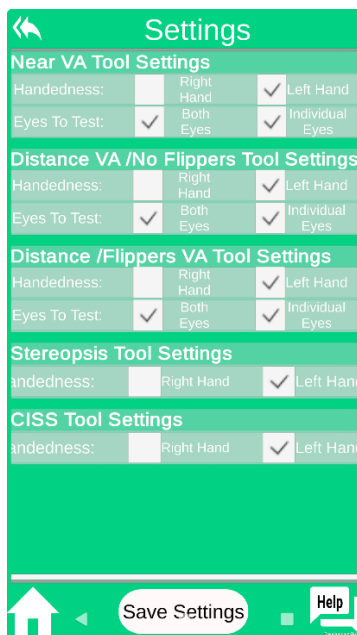 Settings
Near VA Tool Settings
Handedness: Right Hand Left Hand
Eyes To Test: Both Eyes Individual Eyes
Distance VA /No Flippers Tool Settings
Handedness: Right Hand Left Hand
Eyes To Test: Both Eyes Individual Eyes
Distance /Flippers VA Tool Settings
Handedness: Right Hand Left Hand
Eyes To Test: Both Eyes Individual Eyes
Stereopsis Tool Settings
andedness: Right Hand Left Han
CISS Tool Settings
andedness: Right Hand Left Han
Save Settings
Help